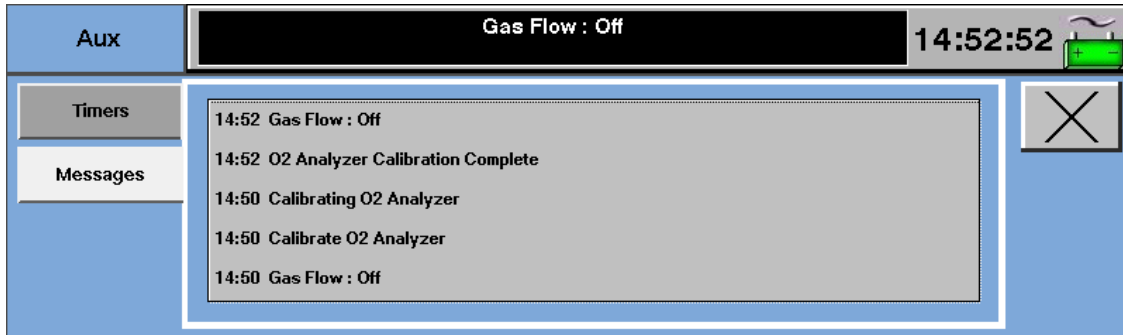 Aux
Gas Flow : Off
14:52:52
Timers
Messages
14:52 Gas Flow : Off
14:52 O2 Analyzer Calibration Complete
14:50 Calibrating O2 Analyzer
14:50 Calibrate O2 Analyzer
14:50 Gas Flow : Off